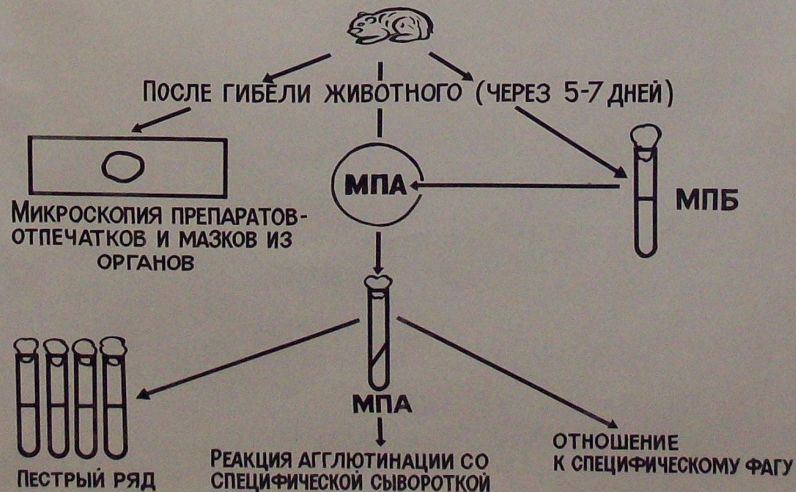 После гибели животного (через 5-7 дней)
МПА
МПБ
Микроскопия препаратов-
отпечатков и мазков из
органов
МПА
Пестрый ряд
Реакция агглютинации со
специфической сывороткой
Отношение
к специфическому фагу